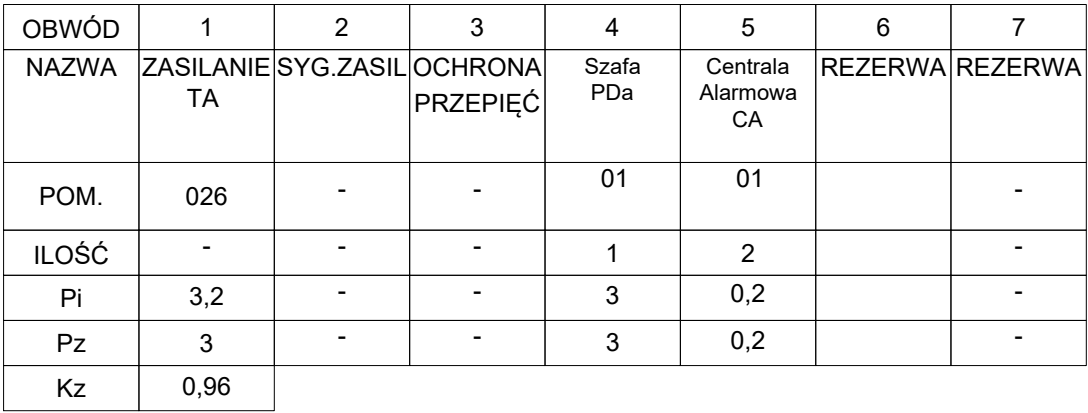 OBWÓD 1 2 3 4 5 6 7
NAZWA ZASILANIE SYG.ZASIL OCHRONA Szafa Centrala REZERWA REZERWA
TA PRZEPIĘĆ PDa Alarmowa
CA
POM. 026 - - 01 01 -
ILOŚĆ - - - 1 2 -
Pi 3,2 - - 3 0,2 -
Pz 3 - - 3 0,2 -
Kz 0,96